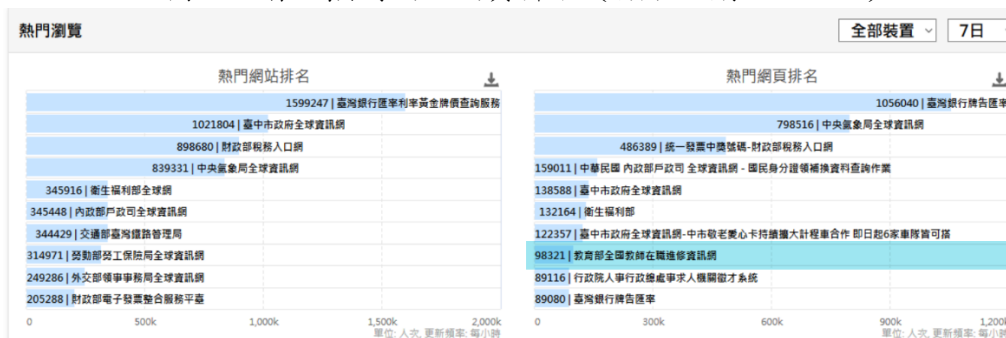 熱門瀏覽
全部裝置
7日
熱門網站排名
1599247 | 臺灣銀行匯率利率黃金牌價查詢服務
1021804 | 臺中市政府全球資訊網
898680 | 財政部稅務入口網
839331 | 中央氣象局全球資訊網
345916 | 衛生福利部全球網
345448 | 內政部戶政司全球資訊網
344429 | 交通部臺灣鐵路管理局
314971 | 勞動部勞工保險局全球資訊網
249286 | 外交部領事事務局全球資訊網
205288 | 財政部電子發票整合服務平臺
0 500k 1,000k 1,500k 2,000k
單位: 人次, 更新頻率: 每小時
熱門網頁排名
1056040 | 臺灣銀行牌告匯率
798516 | 中央氣象局全球資訊網
486389 | 統一發票中獎號碼-財政部稅務入口網
159011 | 中華民國 內政部戶政司 全球資訊網 - 國民身分證領補換資料查詢作業
138588 | 臺中市政府全球資訊網
132164 | 衛生福利部
122357 | 臺中市政府全球資訊網-中市敬老愛心卡持續擴大計程車合作 即日起6家車隊皆可搭
98321 | 教育部全國教師在職進修資訊網
89116 | 行政院人事行政總處事求人機關徵才系統
89080 | 臺灣銀行牌告匯率
0 300k 600k 900k 1,200k
單位: 人次, 更新頻率: 每小時